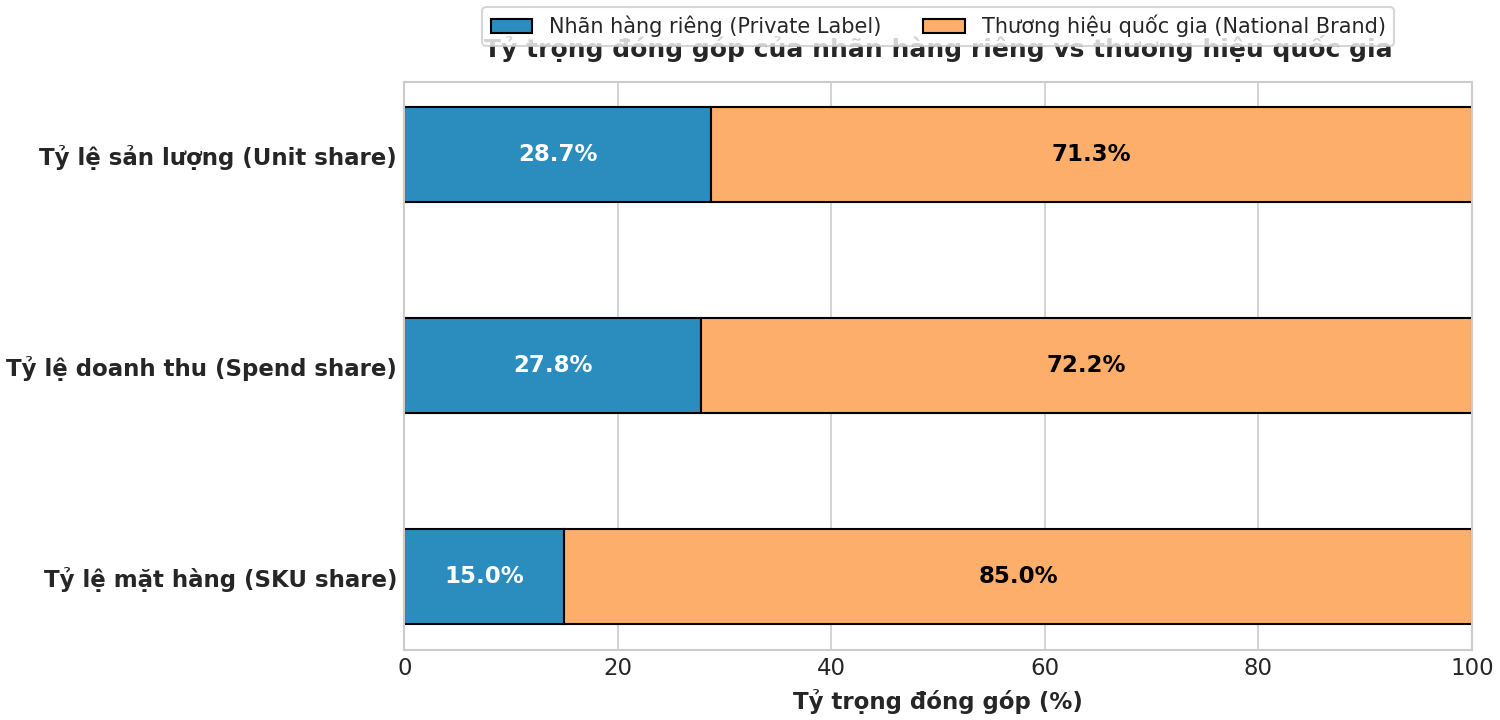 Nhãn hàng riêng (Private Label) Thương hiệu quốc gia (National Brand)
Tỷ trọng đóng góp của nhãn hàng riêng vs thương hiệu quốc gia
Tỷ lệ sản lượng (Unit share) 28.7% 71.3%
Tỷ lệ doanh thu (Spend share) 27.8% 72.2%
Tỷ lệ mặt hàng (SKU share) 15.0% 85.0%
0 20 40 60 80 100
Tỷ trọng đóng góp (%)